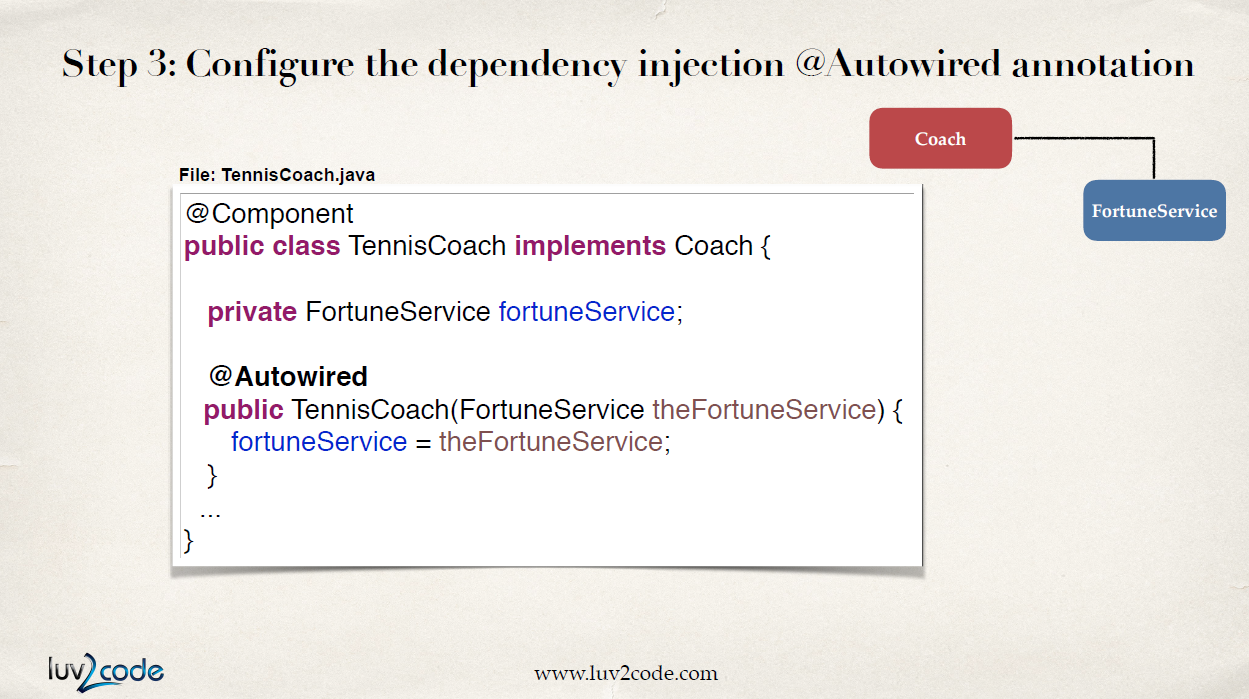 Step 3: Configure the dependency injection @Autowired annotation
Coach
FortuneService
File: TennisCoach.java
@Component
public class TennisCoach implements Coach {
private FortuneService fortuneService;
@Autowired
public TennisCoach(FortuneService theFortuneService) {
fortuneService = theFortuneService;
}
...
}
luv2code
www.luv2code.com